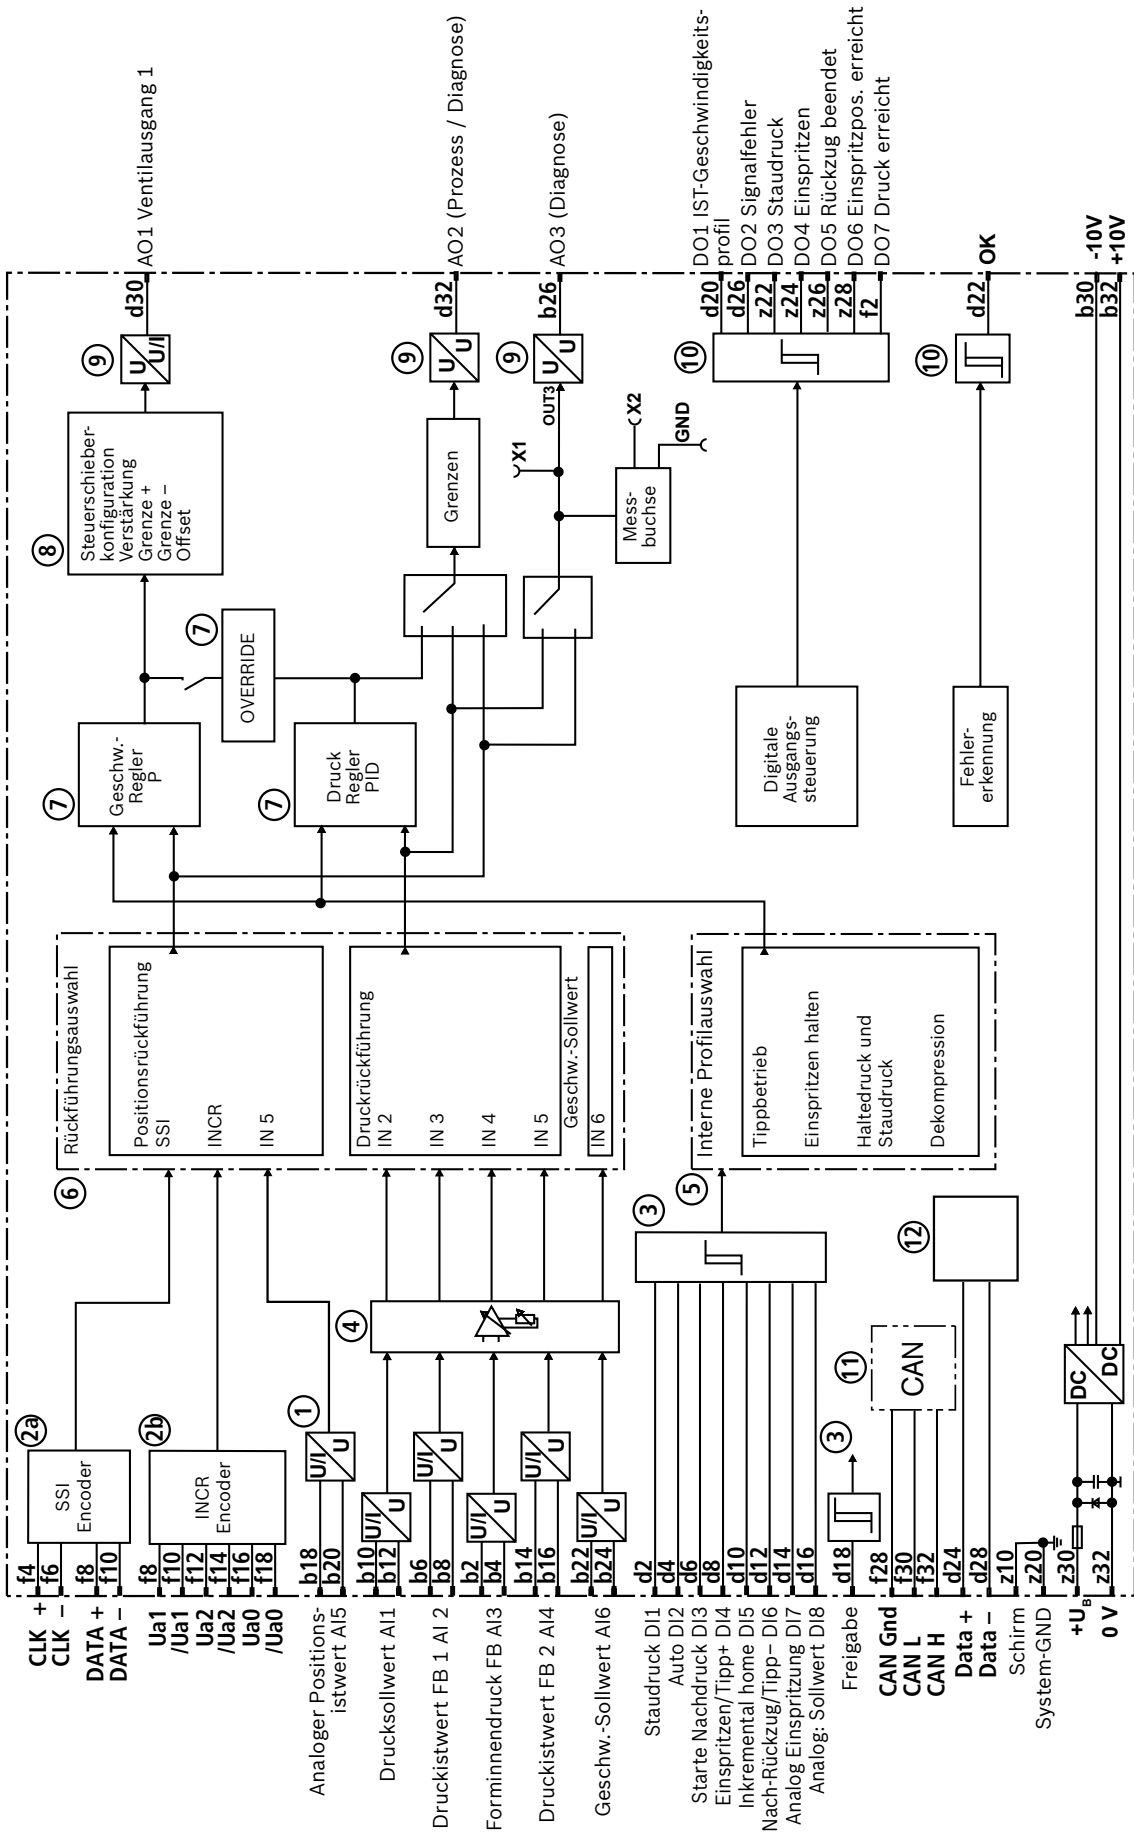 CLK +
CLK –
DATA +
DATA –
f4
f6
f8
f10
SSI
Encoder
2a
Ua1
/Ua1
Ua2
/Ua2
Ua0
/Ua0
f8
f10
f12
f14
f16
f18
INCR
Encoder
2b
Analoger Positions-
istwert AI5
b18
b20
U/I
U
1
Drucksollwert AI1
b10
b12
U/I
U
Druckistwert FB 1 AI 2
b6
b8
U/I
U
Forminnendruck FB AI3
b2
b4
U/I
U
Druckistwert FB 2 AI4
b14
b16
U/I
U
Geschw.-Sollwert AI6
b22
b24
U/I
U
4
Staudruck DI1
Auto DI2
Starte Nachdruck DI3
Einspritzen/Tipp+ DI4
Inkremental home DI5
Nach-Rückzug/Tipp– DI6
Analog Einspritzung DI7
Analog: Sollwert DI8
d2
d4
d6
d8
d10
d12
d14
d16
3
Freigabe
d18
3
CAN Gnd
CAN L
CAN H
f28
f30
f32
CAN
11
Data +
Data –
d24
d28
12
Schirm
System-GND
z10
z20
+UB
0 V
z30
z32
DC
DC
6
Rückführungsauswahl
Positionsrückführung
SSI
INCR
IN 5
Druckrückführung
IN 2
IN 3
IN 4
IN 5
Geschw.-Sollwert
IN 6
5
Interne Profilauswahl
Tippbetrieb
Einspritzen halten
Haltedruck und
Staudruck
Dekompression
7
Geschw.-
Regler
P
7
Druck
Regler
PID
7
OVERRIDE
8
Steuerschieber-
konfiguration
Verstärkung
Grenze +
Grenze –
Offset
Grenzen
X1
OUT3
Mess-
buchse
X2
GND
Digitale
Ausgangs-
steuerung
Fehler-
erkennung
9
U
U/I
d30
AO1 Ventilausgang 1
9
U
U
d32
AO2 (Prozess / Diagnose)
9
U
U
b26
AO3 (Diagnose)
10
d20
d26
z22
z24
z26
z28
f2
DO1 IST-Geschwindigkeits-
profil
DO2 Signalfehler
DO3 Staudruck
DO4 Einspritzen
DO5 Rückzug beendet
DO6 Einspritzpos. erreicht
DO7 Druck erreicht
10
d22
OK
b30
b32
-10V
+10V